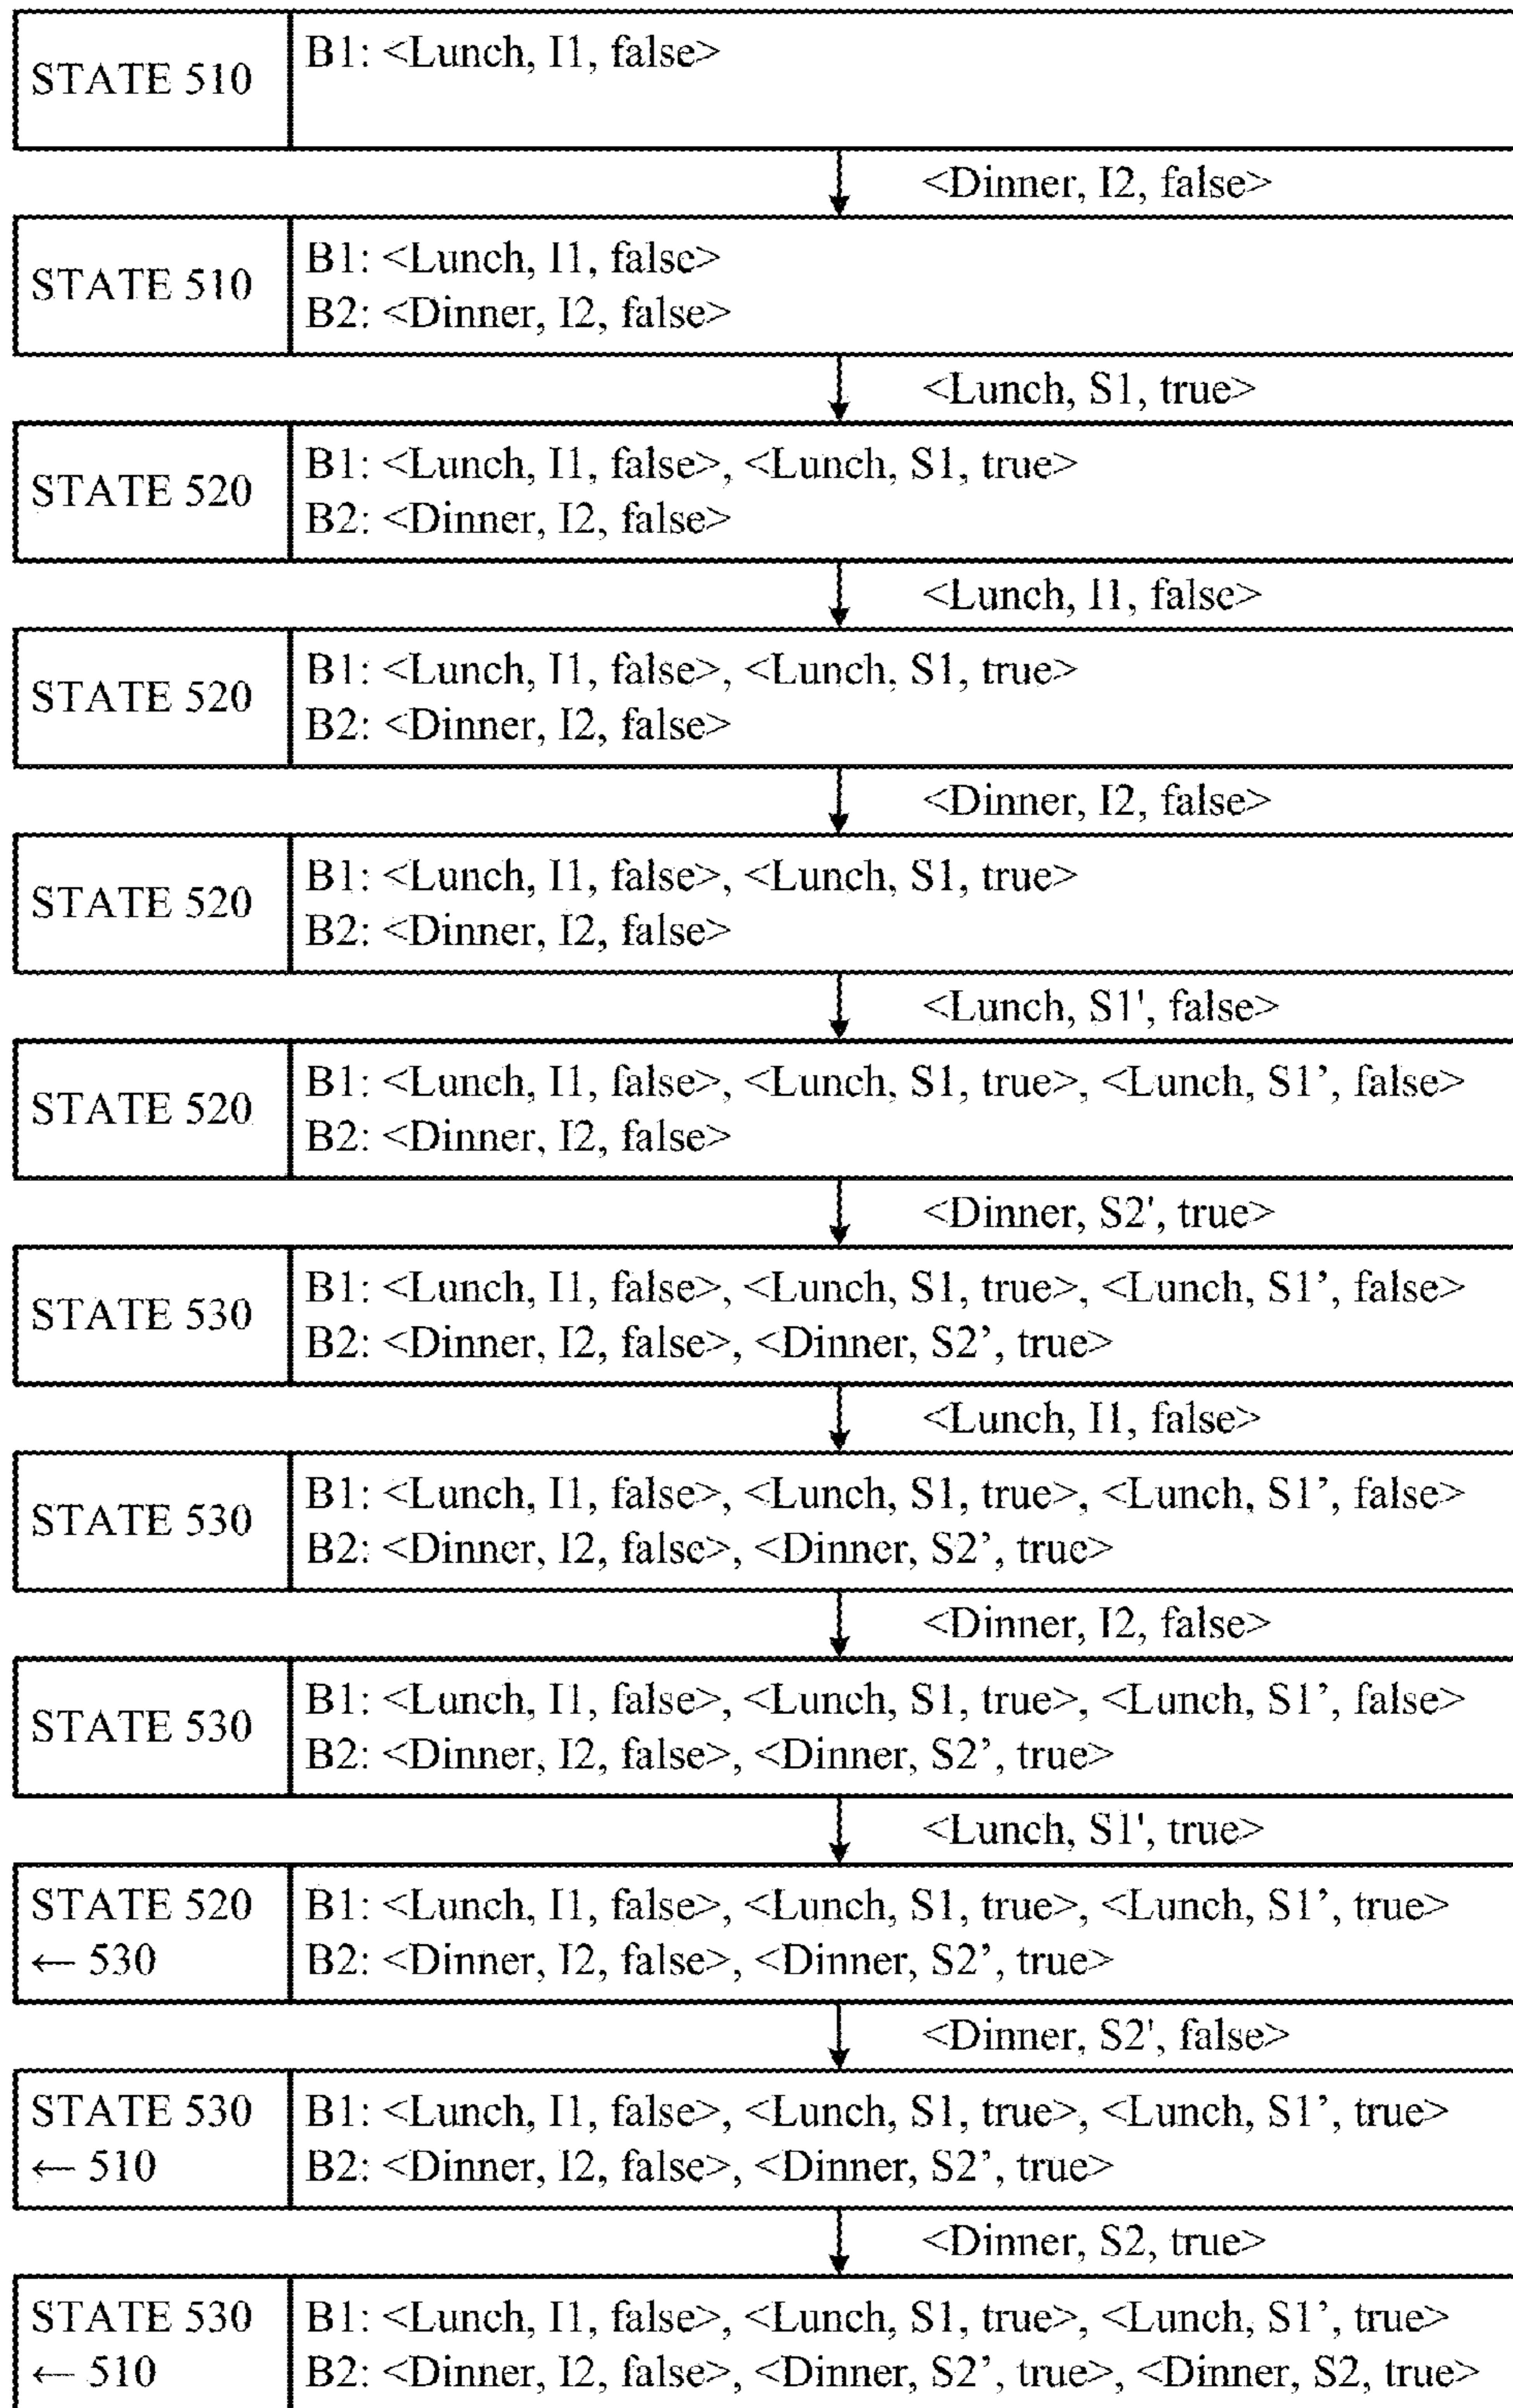 STATE 510
B1: <Lunch, I1, false>
<Dinner, I2, false>
STATE 510
B1: <Lunch, I1, false>
B2: <Dinner, I2, false>
<Lunch, S1, true>
STATE 520
B1: <Lunch, I1, false>, <Lunch, S1, true>
B2: <Dinner, I2, false>
<Lunch, I1, false>
STATE 520
B1: <Lunch, I1, false>, <Lunch, S1, true>
B2: <Dinner, I2, false>
<Dinner, I2, false>
STATE 520
B1: <Lunch, I1, false>, <Lunch, S1, true>
B2: <Dinner, I2, false>
<Lunch, S1', false>
STATE 520
B1: <Lunch, I1, false>, <Lunch, S1, true>, <Lunch, S1’, false>
B2: <Dinner, I2, false>
<Dinner, S2', true>
STATE 530
B1: <Lunch, I1, false>, <Lunch, S1, true>, <Lunch, S1’, false>
B2: <Dinner, I2, false>, <Dinner, S2’, true>
<Lunch, I1, false>
STATE 530
B1: <Lunch, I1, false>, <Lunch, S1, true>, <Lunch, S1’, false>
B2: <Dinner, I2, false>, <Dinner, S2’, true>
<Dinner, I2, false>
STATE 530
B1: <Lunch, I1, false>, <Lunch, S1, true>, <Lunch, S1’, false>
B2: <Dinner, I2, false>, <Dinner, S2’, true>
<Lunch, S1', true>
STATE 520
← 530
B1: <Lunch, I1, false>, <Lunch, S1, true>, <Lunch, S1’, true>
B2: <Dinner, I2, false>, <Dinner, S2’, true>
<Dinner, S2', false>
STATE 530
← 510
B1: <Lunch, I1, false>, <Lunch, S1, true>, <Lunch, S1’, true>
B2: <Dinner, I2, false>, <Dinner, S2’, true>
<Dinner, S2, true>
STATE 530
← 510
B1: <Lunch, I1, false>, <Lunch, S1, true>, <Lunch, S1’, true>
B2: <Dinner, I2, false>, <Dinner, S2’, true>, <Dinner, S2, true>